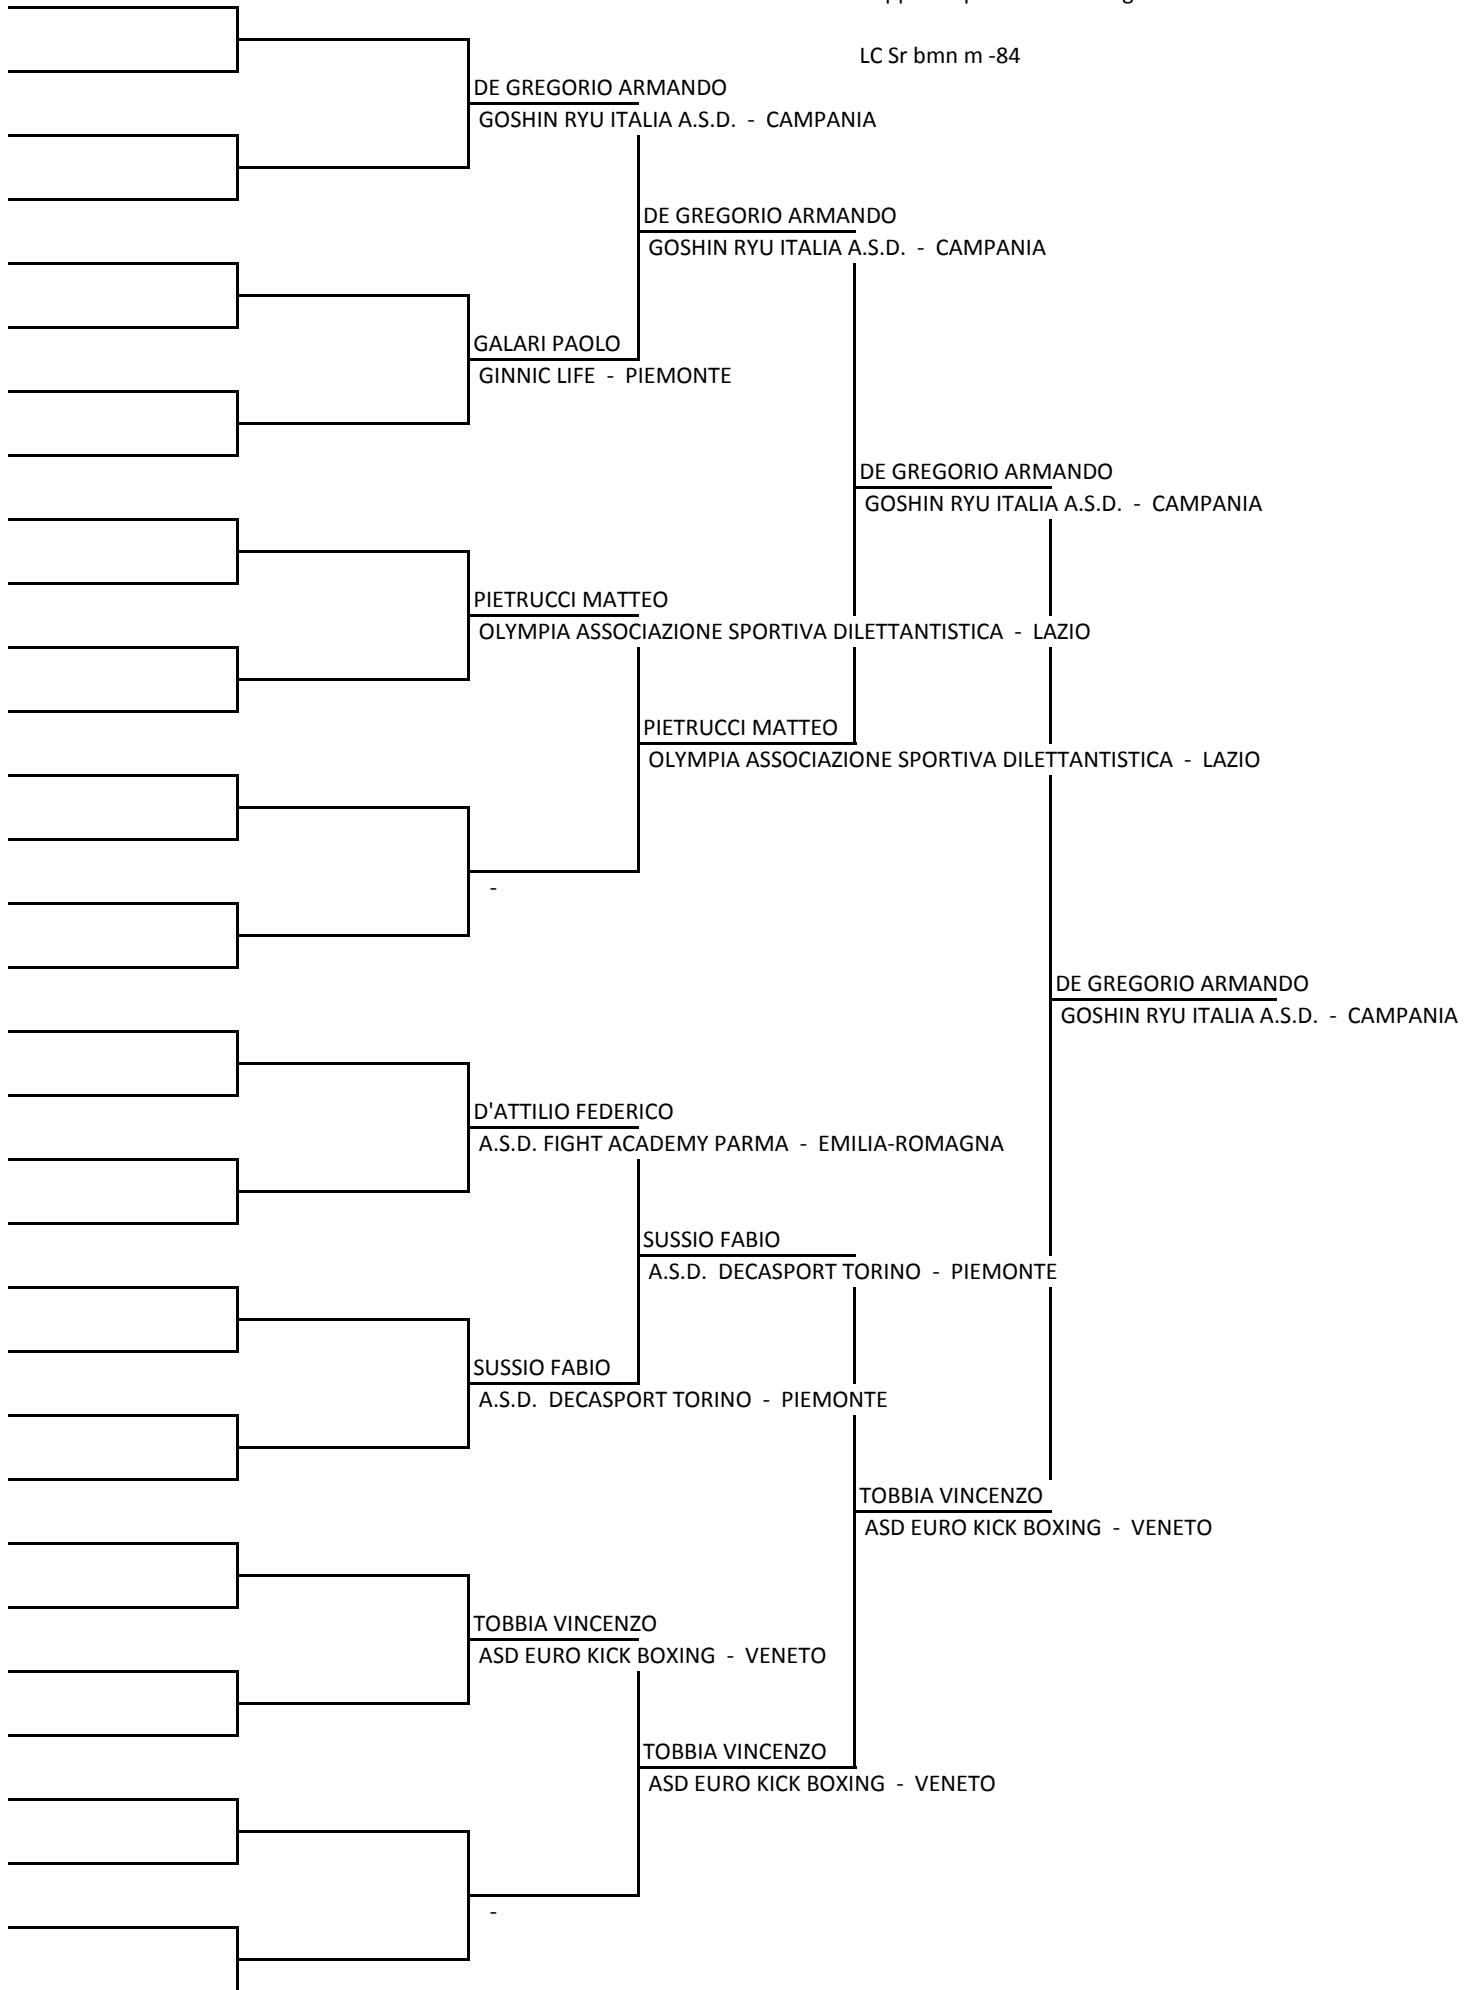 LC Sr bmn m -84
DE GREGORIO ARMANDO
GOSHIN RYU ITALIA A.S.D. - CAMPANIA
DE GREGORIO ARMANDO
GOSHIN RYU ITALIA A.S.D. - CAMPANIA
GALARI PAOLO
GINNIC LIFE - PIEMONTE
DE GREGORIO ARMANDO
GOSHIN RYU ITALIA A.S.D. - CAMPANIA
PIETRUCCI MATTEO
OLYMPIA ASSOCIAZIONE SPORTIVA DILETTANTISTICA - LAZIO
PIETRUCCI MATTEO
OLYMPIA ASSOCIAZIONE SPORTIVA DILETTANTISTICA - LAZIO
-
DE GREGORIO ARMANDO
GOSHIN RYU ITALIA A.S.D. - CAMPANIA
D'ATTILIO FEDERICO
A.S.D. FIGHT ACADEMY PARMA - EMILIA-ROMAGNA
SUSSIO FABIO
A.S.D. DECASPORT TORINO - PIEMONTE
SUSSIO FABIO
A.S.D. DECASPORT TORINO - PIEMONTE
TOBBIA VINCENZO
ASD EURO KICK BOXING - VENETO
TOBBIA VINCENZO
ASD EURO KICK BOXING - VENETO
TOBBIA VINCENZO
ASD EURO KICK BOXING - VENETO
-